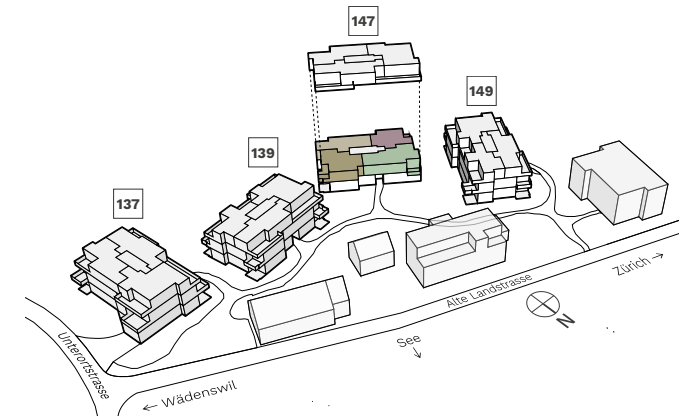 147
149
139
137
Zürich →
Alte Landstrasse
N
See
↓
Unterortstrasse
← Wädenswil